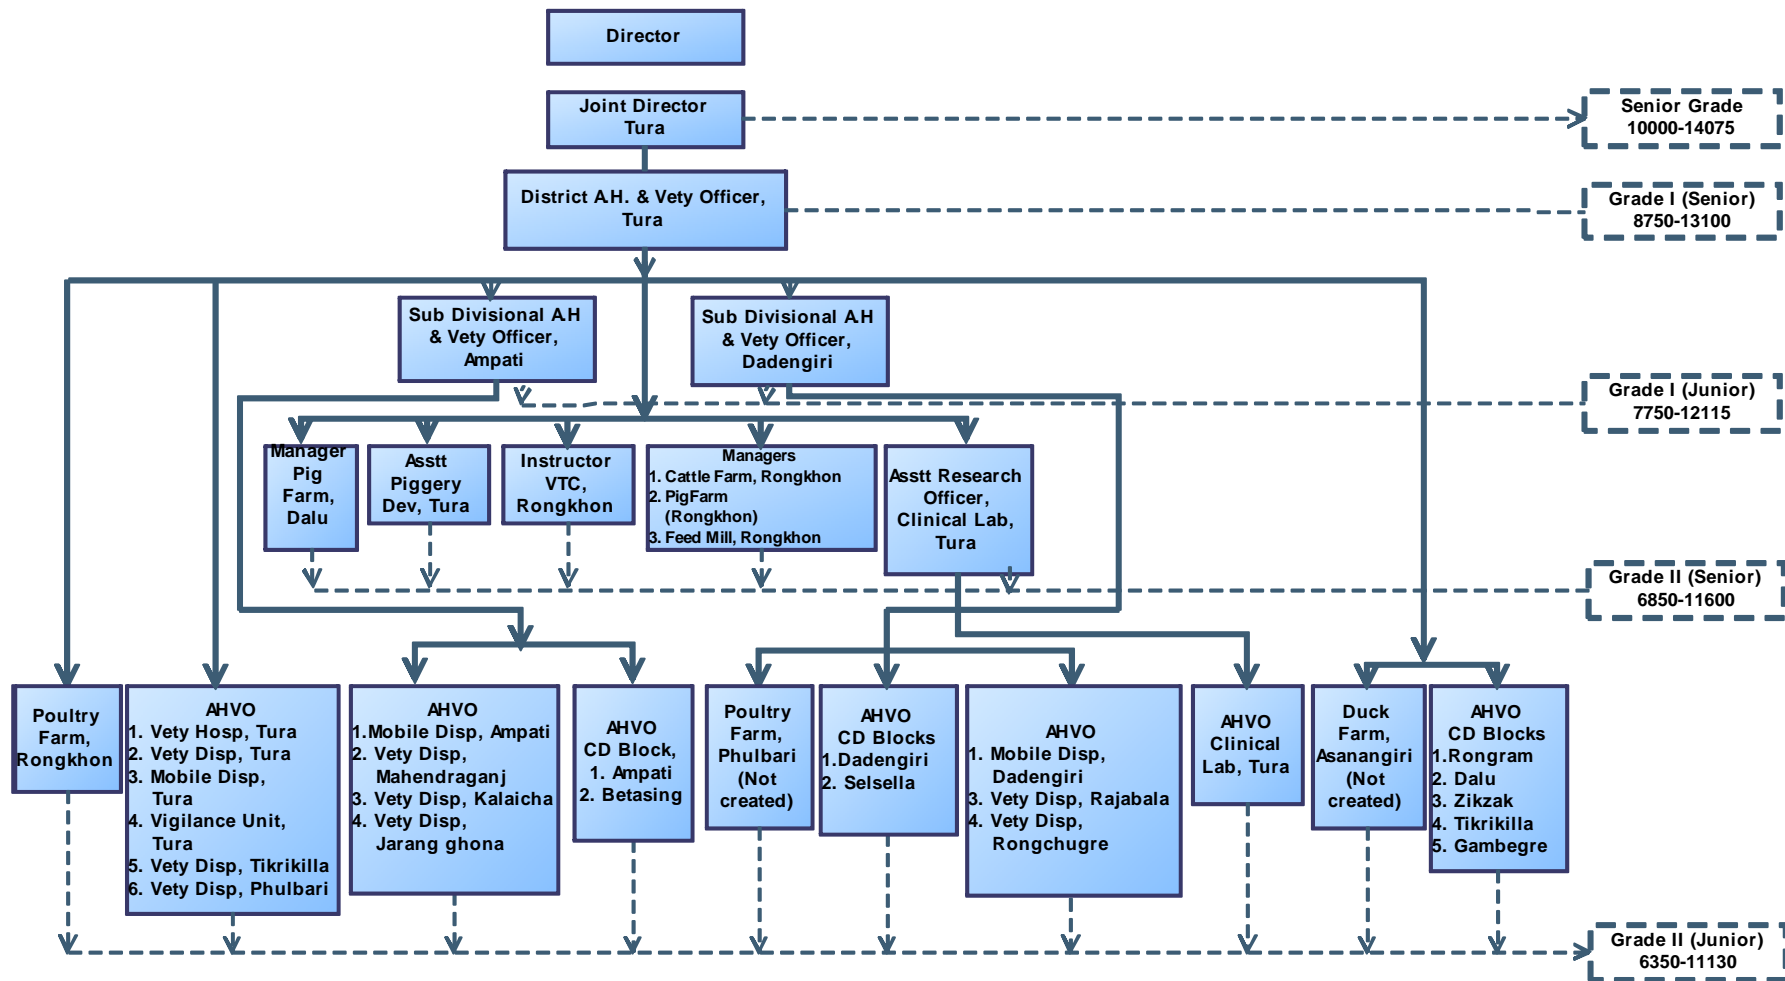 Director
Joint Director
Tura
Senior Grade
10000-14075
District A.H. & Vety Officer,
Tura
Grade I (Senior)
8750-13100
Sub Divisional A.H
& Vety Officer,
Ampati
Sub Divisional A.H
& Vety Officer,
Dadengiri
Grade I (Junior)
7750-12115
Manager
Pig
Farm,
Dalu
Asstt
Piggery
Dev, Tura
Instructor
VTC,
Rongkhon
Managers
1. Cattle Farm, Rongkhon
2. PigFarm
(Rongkhon)
3. Feed Mill, Rongkhon
Asstt Research
Officer,
Clinical Lab,
Tura
Grade II (Senior)
6850-11600
Poultry
Farm,
Rongkhon
AHVO
1. Vety Hosp, Tura
2. Vety Disp, Tura
3. Mobile Disp,
Tura
4. Vigilance Unit,
Tura
5. Vety Disp, Tikrikilla
6. Vety Disp, Phulbari
AHVO
1.Mobile Disp, Ampati
2. Vety Disp,
Mahendraganj
3. Vety Disp, Kalaicha
4. Vety Disp,
Jarang ghona
AHVO
CD Block,
1. Ampati
2. Betasing
Poultry
Farm,
Phulbari
(Not
created)
AHVO
CD Blocks
1.Dadengiri
2. Selsella
AHVO
1. Mobile Disp,
Dadengiri
3. Vety Disp, Rajabala
4. Vety Disp,
Rongchugre
AHVO
Clinical
Lab, Tura
Duck
Farm,
Asanangiri
(Not
created)
AHVO
CD Blocks
1.Rongram
2. Dalu
3. Zikzak
4. Tikrikilla
5. Gambegre
Grade II (Junior)
6350-11130